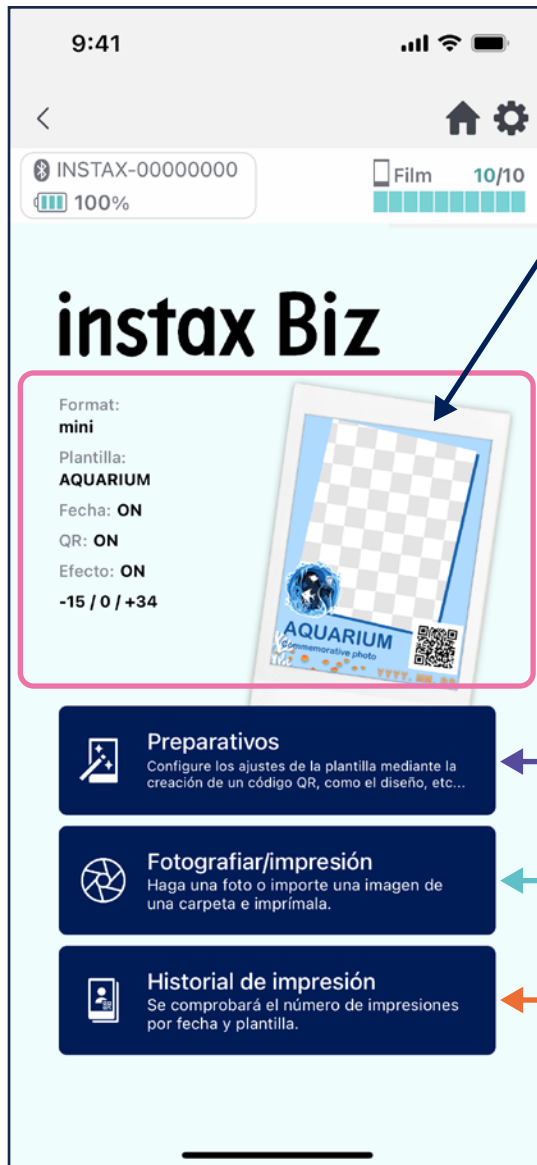 9:41
INSTAX-00000000
100%
Film 10/10
instax Biz
Format:
mini
Plantilla:
AQUARIUM
Fecha: ON
QR: ON
Efecto: ON
-15 / 0 / +34
AQUARIUM
Commemorative photo
YYYY. MM. DD
Preparativos
Configure los ajustes de la plantilla mediante la
creación de un código QR, como el diseño, etc...
Fotografiar/impresión
Haga una foto o importe una imagen de
una carpeta e imprímala.
Historial de impresión
Se comprobará el número de impresiones
por fecha y plantilla.